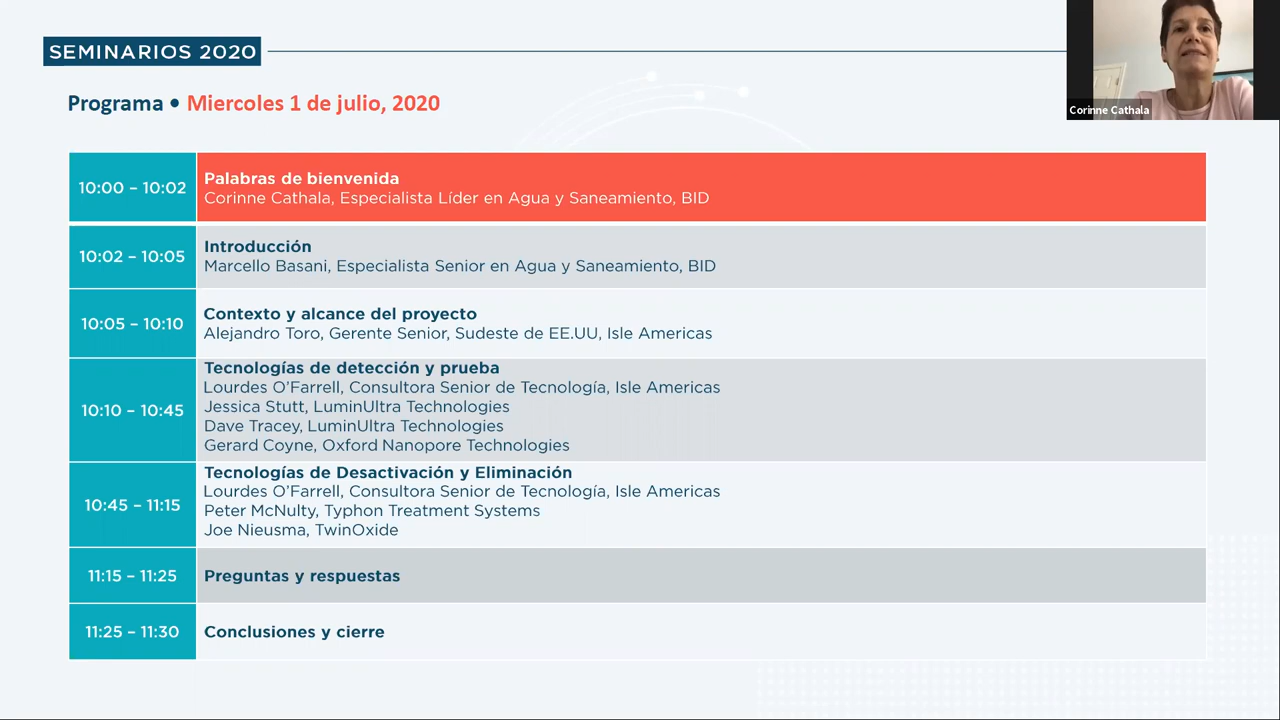 SEMINARIOS 2020
Programa • Miercoles 1 de julio, 2020
Corinne Cathala
10:00 – 10:02
Palabras de bienvenida
Corinne Cathala, Especialista Líder en Agua y Saneamiento, BID
10:02 – 10:05
Introducción
Marcello Basani, Especialista Senior en Agua y Saneamiento, BID
10:05 – 10:10
Contexto y alcance del proyecto
Alejandro Toro, Gerente Senior, Sudeste de EE.UU, Isle Americas
10:10 – 10:45
Tecnologías de detección y prueba
Lourdes O’Farrell, Consultora Senior de Tecnología, Isle Americas
Jessica Stutt, LuminUltra Technologies
Dave Tracey, LuminUltra Technologies
Gerard Coyne, Oxford Nanopore Technologies
10:45 – 11:15
Tecnologías de Desactivación y Eliminación
Lourdes O’Farrell, Consultora Senior de Tecnología, Isle Americas
Peter McNulty, Typhon Treatment Systems
Joe Nieusma, TwinOxide
11:15 – 11:25
Preguntas y respuestas
11:25 – 11:30
Conclusiones y cierre